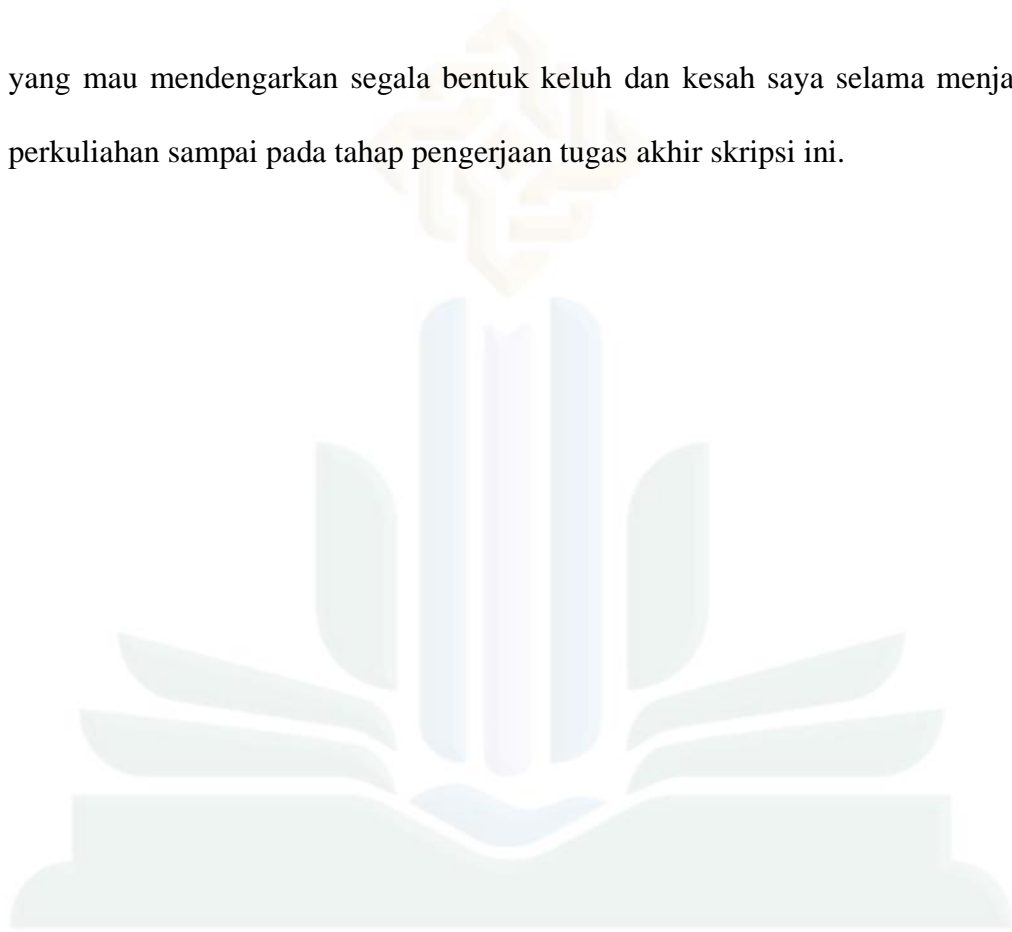 yang mau mendengarkan segala bentuk keluh dan kesah saya selama menja
perkuliahan sampai pada tahap pengerjaan tugas akhir skripsi ini.